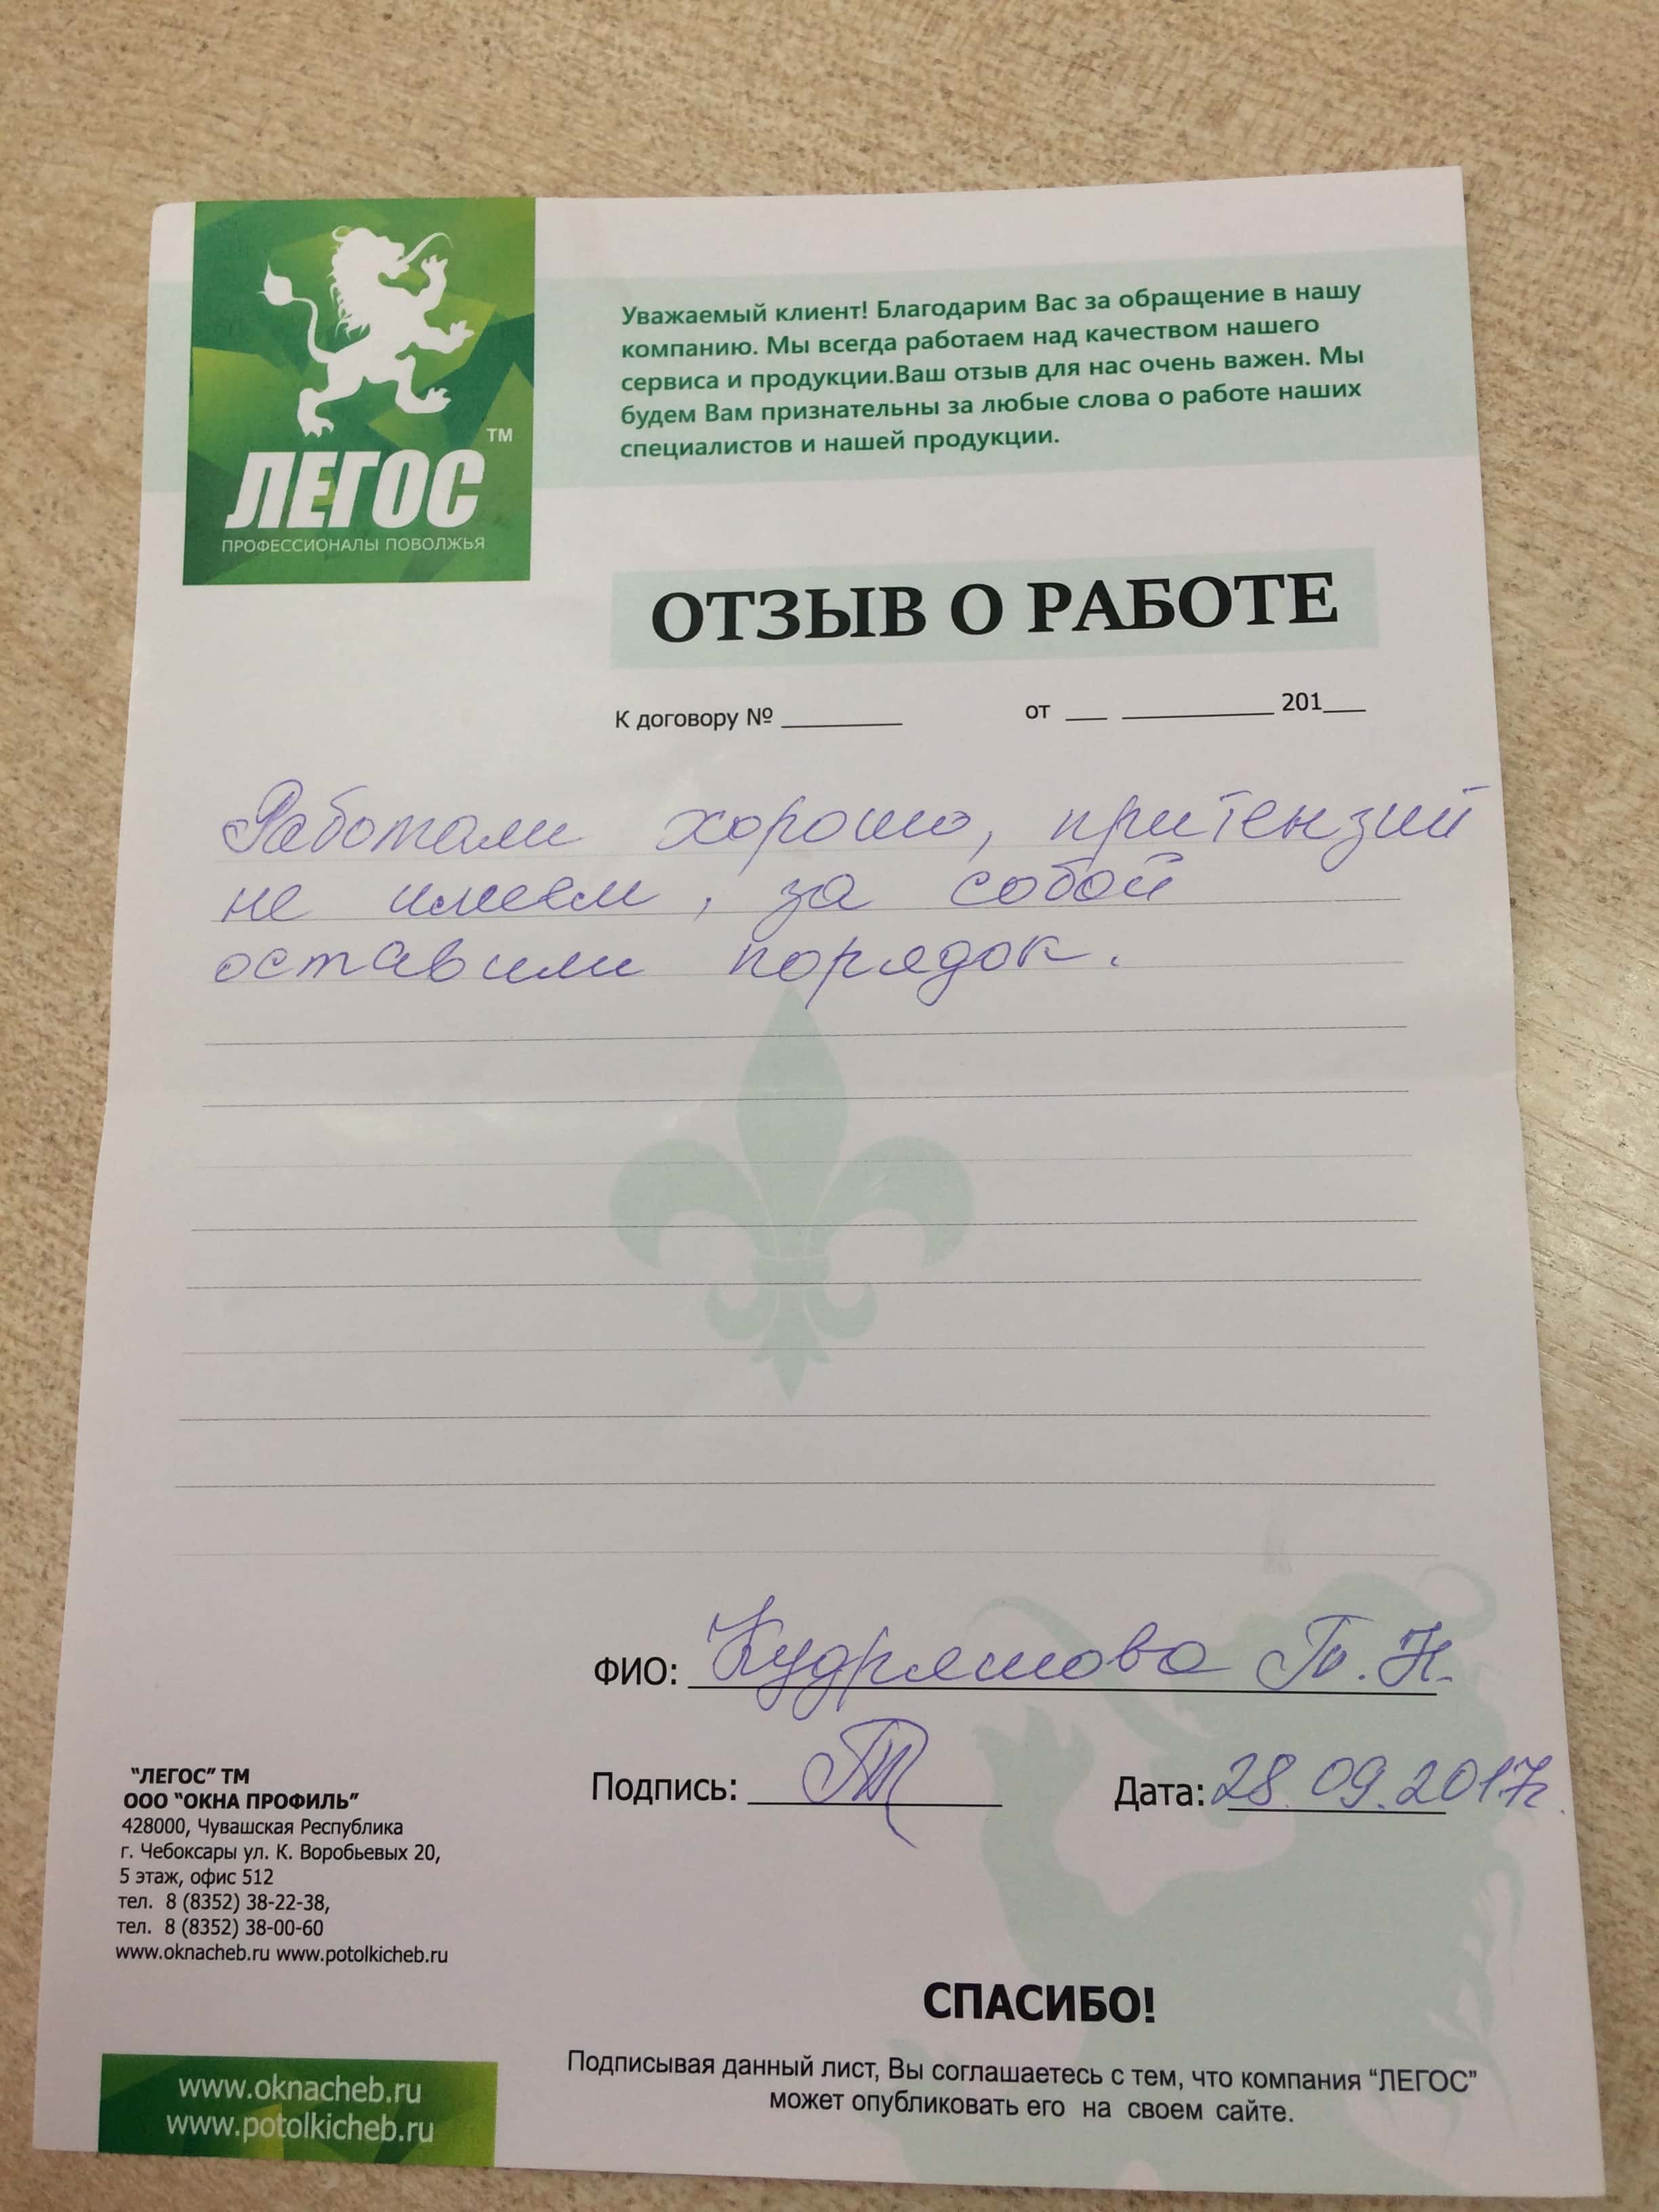 ТМ
ЛЕГОС
ПРОФЕССИОНАЛЫ ПОВОЛЖЬЯ
Уважаемый клиент! Благодарим Вас за обращение в нашу
компанию. Мы всегда работаем над качеством нашего
сервиса и продукции.Ваш отзыв для нас очень важен. Мы
будем Вам признательны за любые слова о работе наших
специалистов и нашей продукции.
ОТЗЫВ О РАБОТЕ
К договору № ________ от ___ __________ 201___
Работали хорошо, притензий
не имеем, за собой
оставили порядок.
ФИО: Кудряшова Т. Н.
Подпись: Дата: 28.09.2017г.
"ЛЕГОС" ТМ
ООО "ОКНА ПРОФИЛЬ"
428000, Чувашская Республика
г. Чебоксары ул. К. Воробьевых 20,
5 этаж, офис 512
тел. 8 (8352) 38-22-38,
тел. 8 (8352) 38-00-60
www.oknacheb.ru www.potolkicheb.ru
СПАСИБО!
Подписывая данный лист, Вы соглашаетесь с тем, что компания "ЛЕГОС"
может опубликовать его на своем сайте.
www.oknacheb.ru
www.potolkicheb.ru